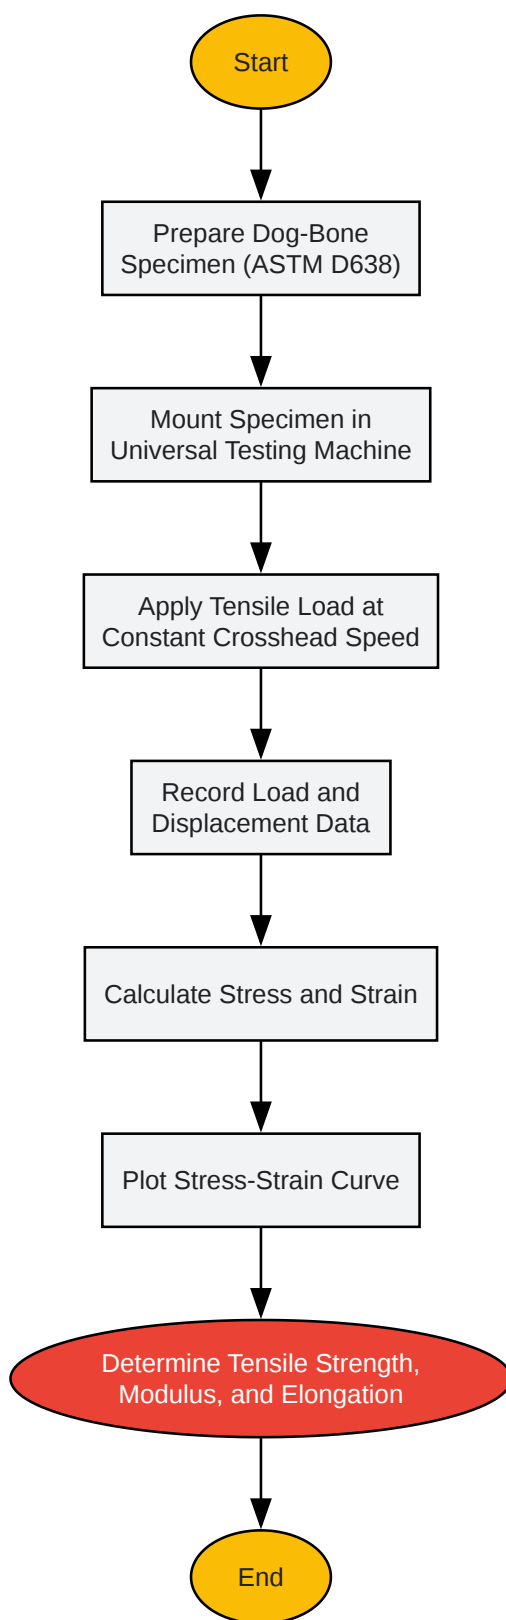 Start
Prepare Dog-Bone
Specimen (ASTM D638)
Mount Specimen in
Universal Testing Machine
Apply Tensile Load at
Constant Crosshead Speed
Record Load and
Displacement Data
Calculate Stress and Strain
Plot Stress-Strain Curve
Determine Tensile Strength,
Modulus, and Elongation
End